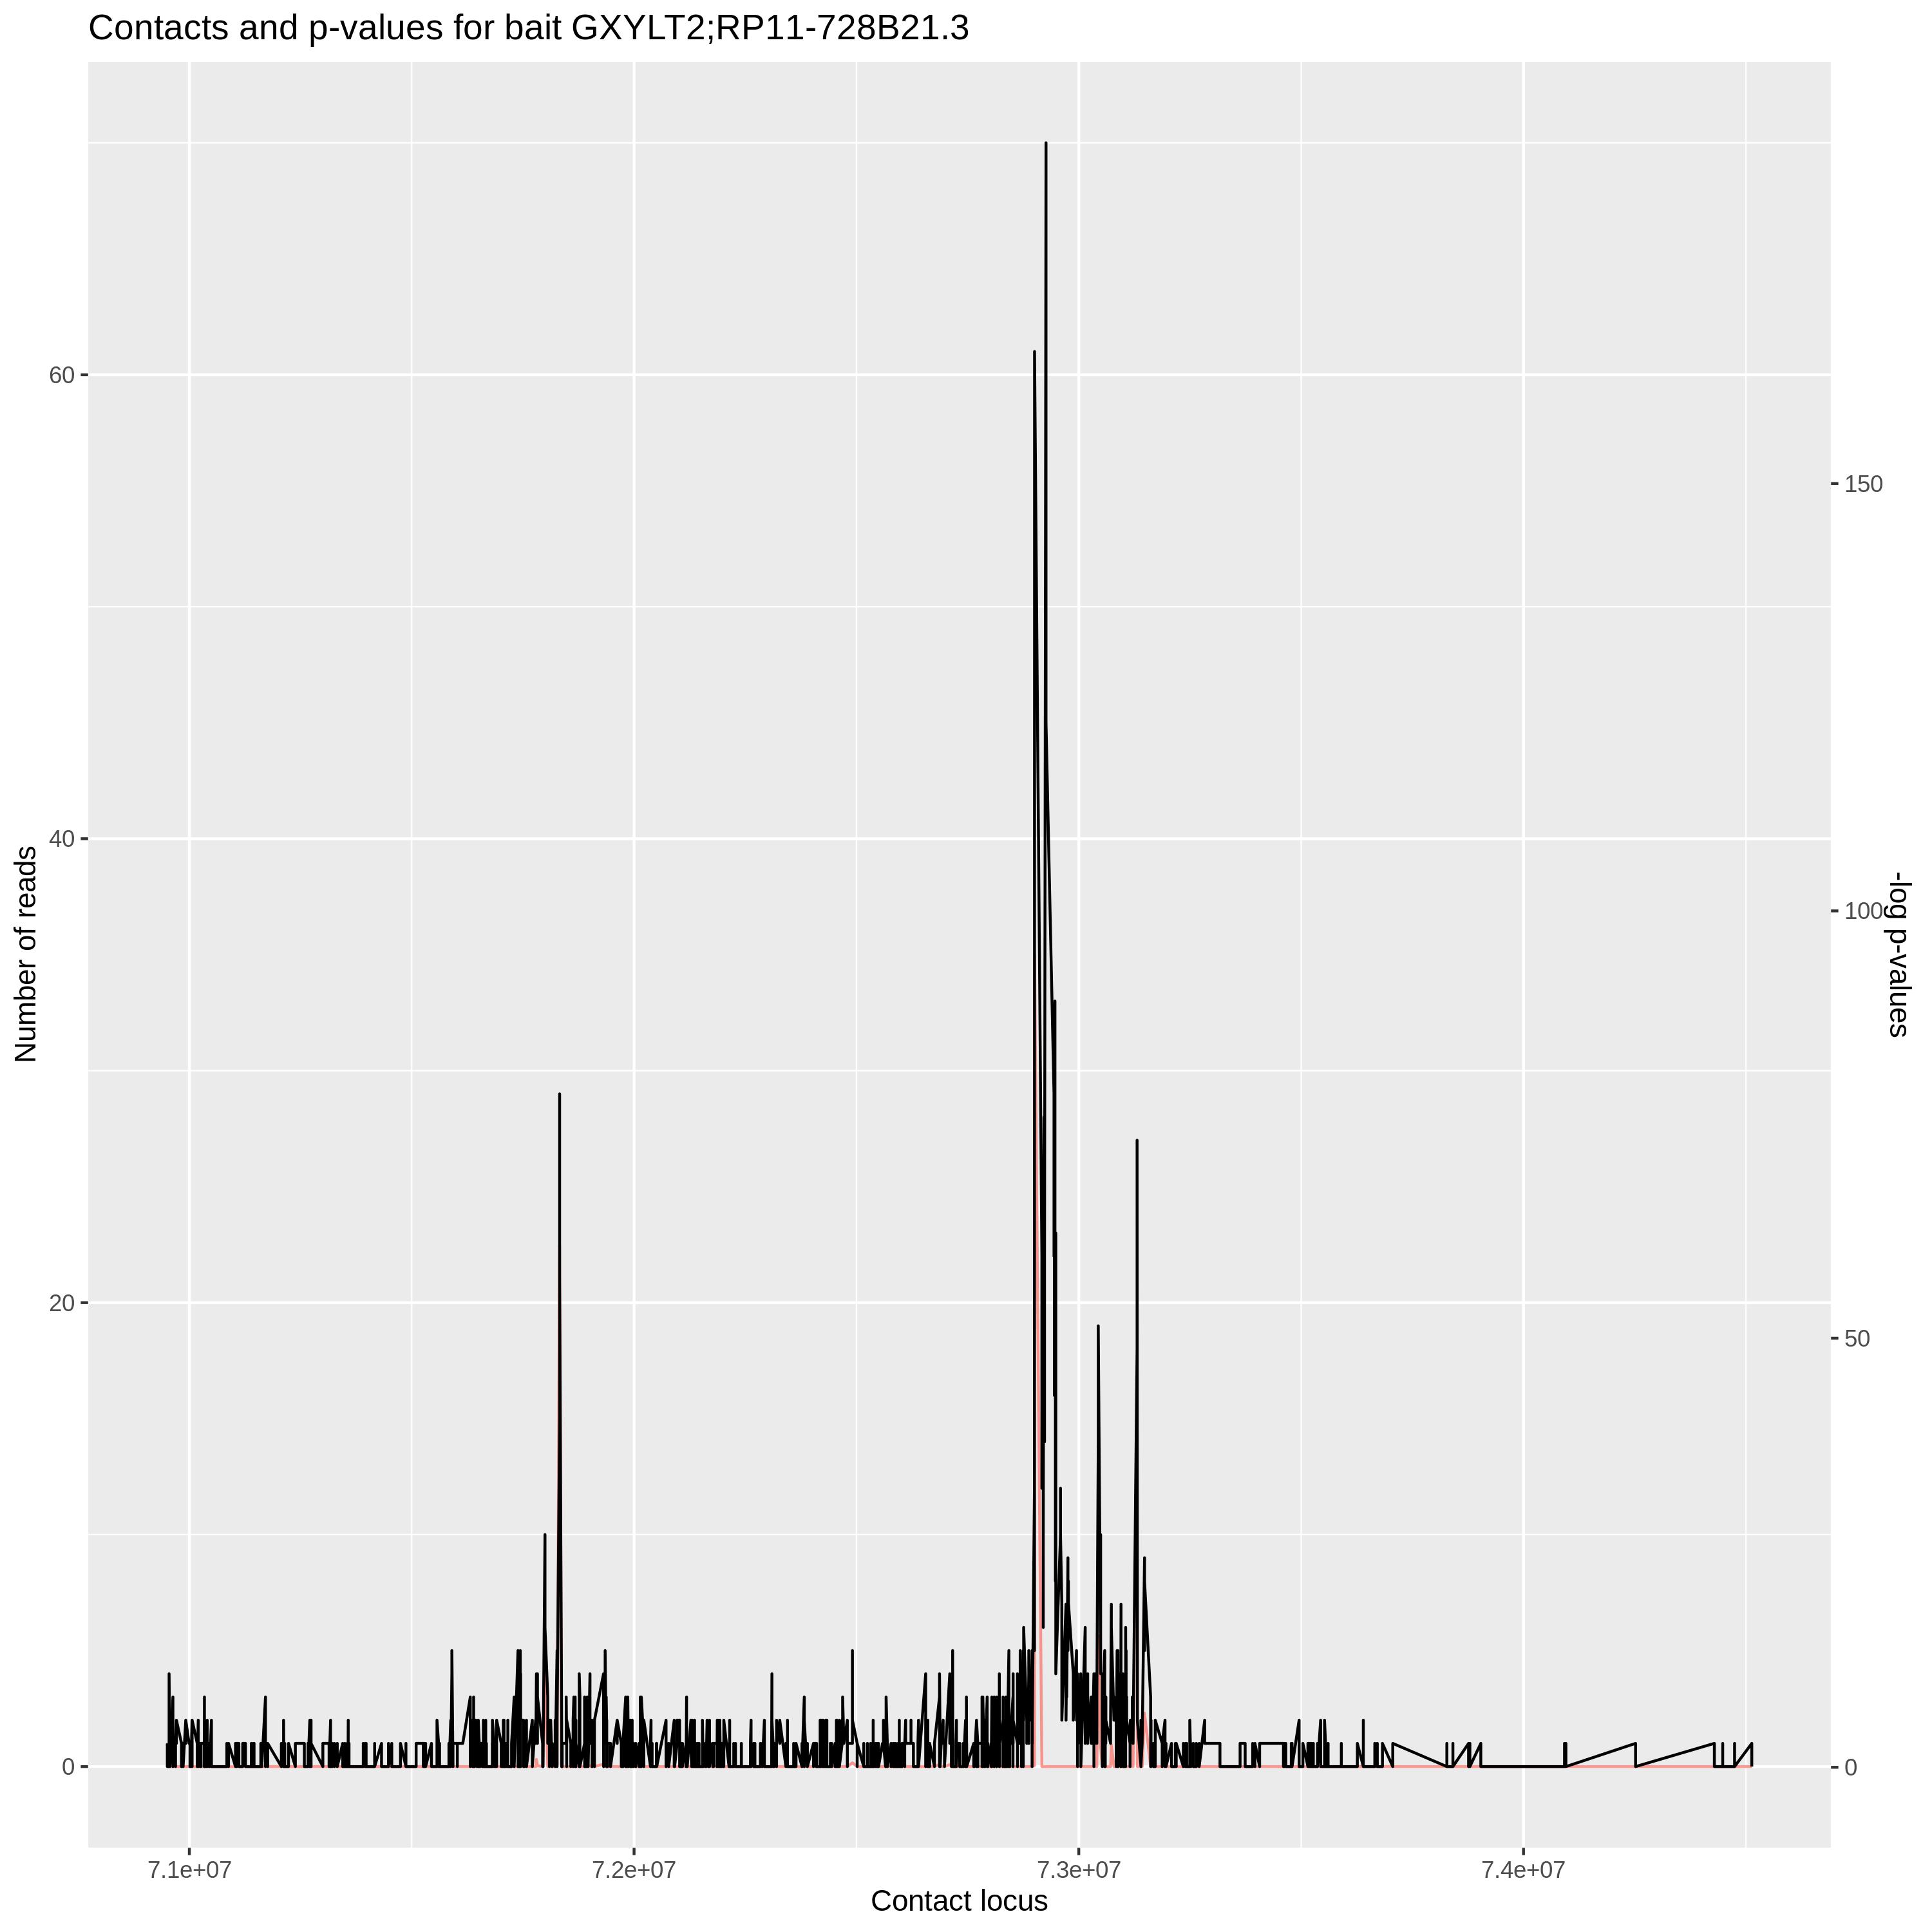 Contacts and p-values for bait GXYLT2;RP11-728B21.3
60
40
20
0
Number of reads
150
100
50
0
-log p-values
7.1e+07 7.2e+07 7.3e+07 7.4e+07
Contact locus